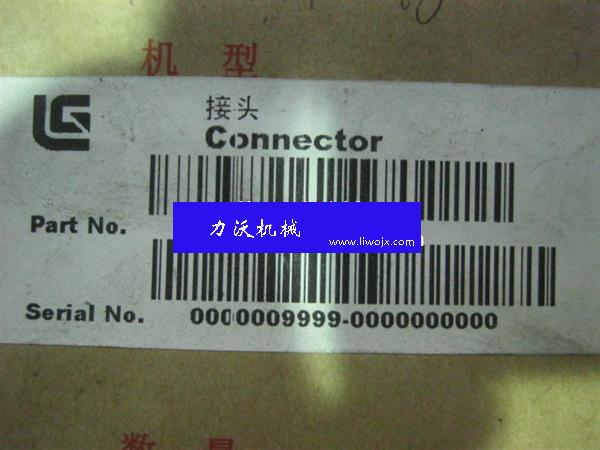 机 型
接头
Connector
Part No.
力沃机械
www.liwojx.com
Serial No. 0000009999-0000000000